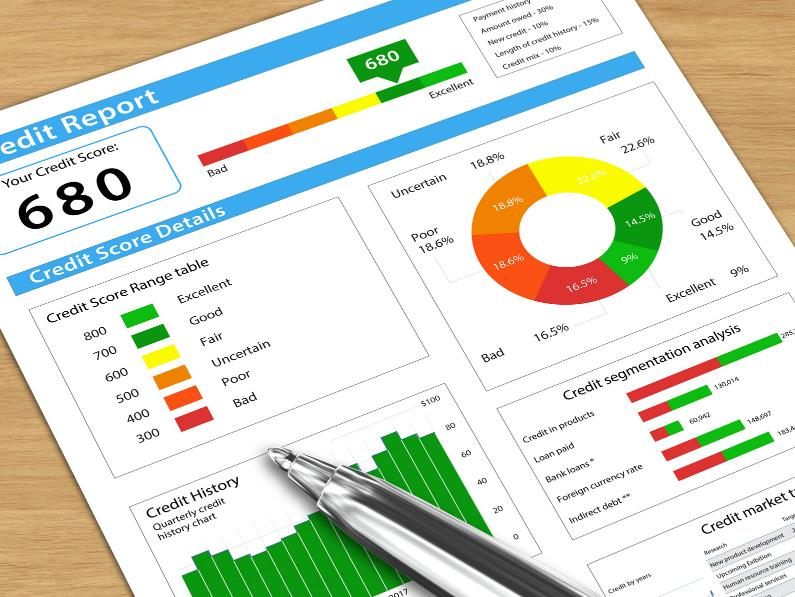 edit Report
Payment history
Amount owed - 30%
New credit - 10%
Length of credit history - 15%
Credit mix - 10%
Your Credit Score:
680
680
Bad
Excellent
Credit Score Details
Credit Score Range table
800
Excellent
700
Good
600
Fair
500
Uncertain
400
Poor
300
Bad
Uncertain
18.8%
Fair
22.6%
Poor
18.6%
Good
14.5%
Bad
16.5%
Excellent
9%
18.8%
22.6%
14.5%
9%
16.5%
18.6%
Credit segmentation analysis
Credit in products
Loan paid
130,014
Bank loans *
60,942
Foreign currency rate
148,697
Indirect debt **
183,4
Credit History
Quarterly credit
history chart
$100
80
60
40
20
0
2017
Credit market t
Credit by years
Research
New product development
Upcoming Exibition
Human resource training
Professional services